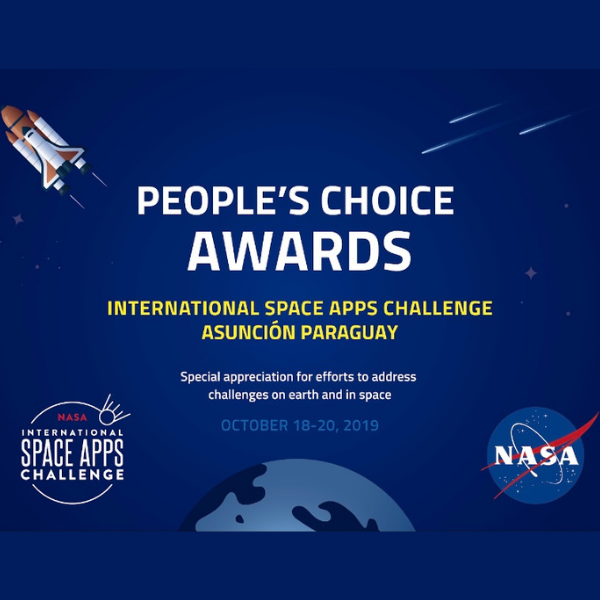 PEOPLE'S CHOICE
AWARDS
INTERNATIONAL SPACE APPS CHALLENGE
ASUNCIÓN PARAGUAY
Special appreciation for efforts to address
challenges on earth and in space
OCTOBER 18-20, 2019
NASA
INTERNATIONAL
SPACE APPS
CHALLENGE
NASA